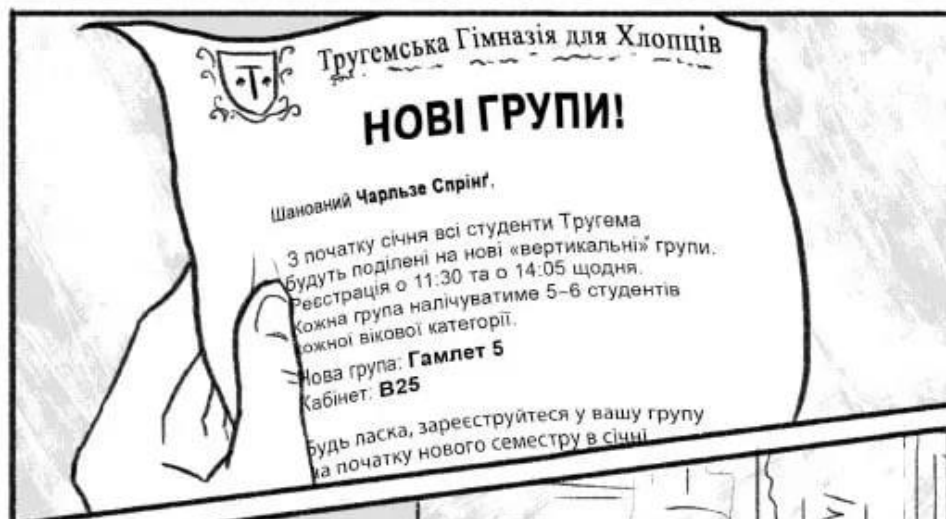 Тругемська Гімназія для Хлопців
НОВІ ГРУПИ!
Шановний Чарльзе Спрінґ,
З початку січня всі студенти Тругема
будуть поділені на нові «вертикальні» групи.
Реєстрація о 11:30 та о 14:05 щодня.
Кожна група налічуватиме 5–6 студентів
кожної вікової категорії.
Нова група: Гамлет 5
Кабінет: B25
Будь ласка, зареєструйтеся у вашу групу
на початку нового семестру в січні